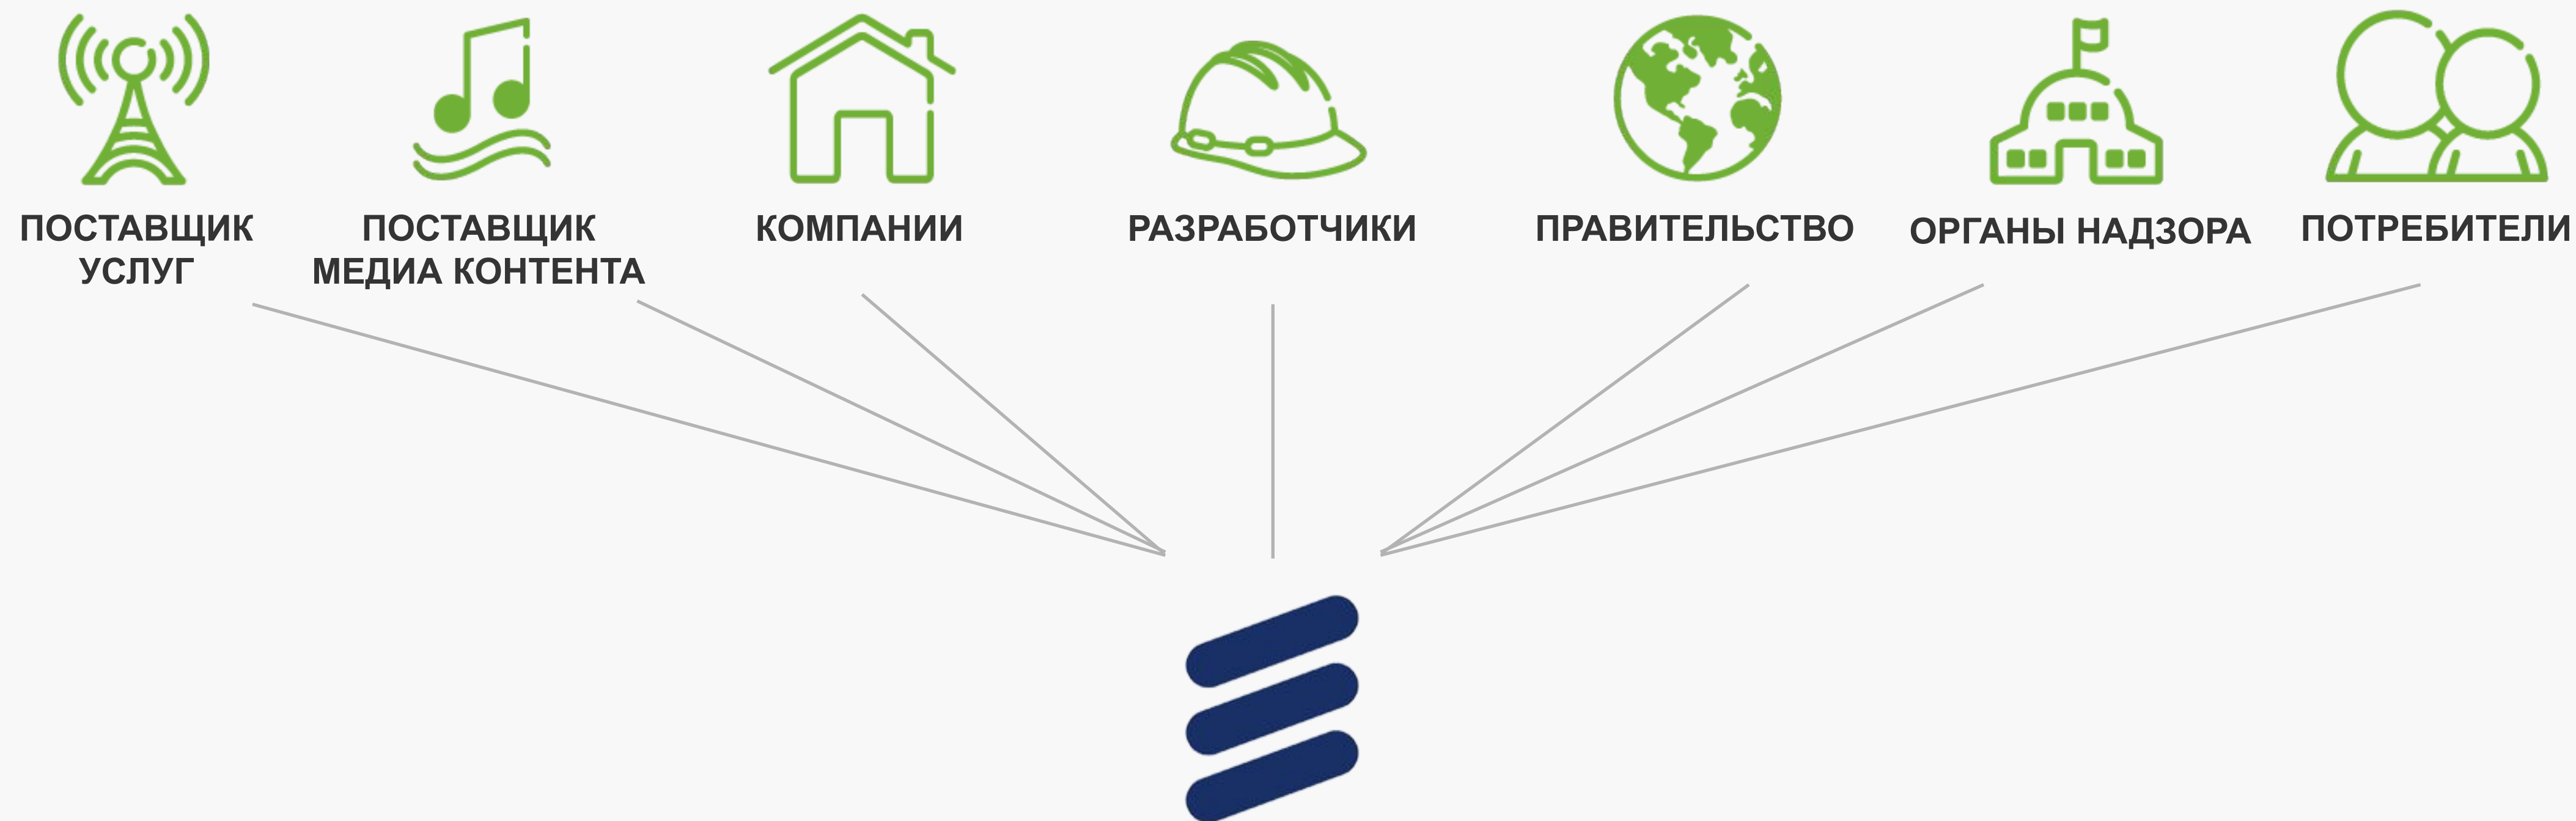 ПОСТАВЩИК
УСЛУГ
ПОСТАВЩИК
МЕДИА КОНТЕНТА
КОМПАНИИ
РАЗРАБОТЧИКИ
ПРАВИТЕЛЬСТВО
ОРГАНЫ НАДЗОРА
ПОТРЕБИТЕЛИ